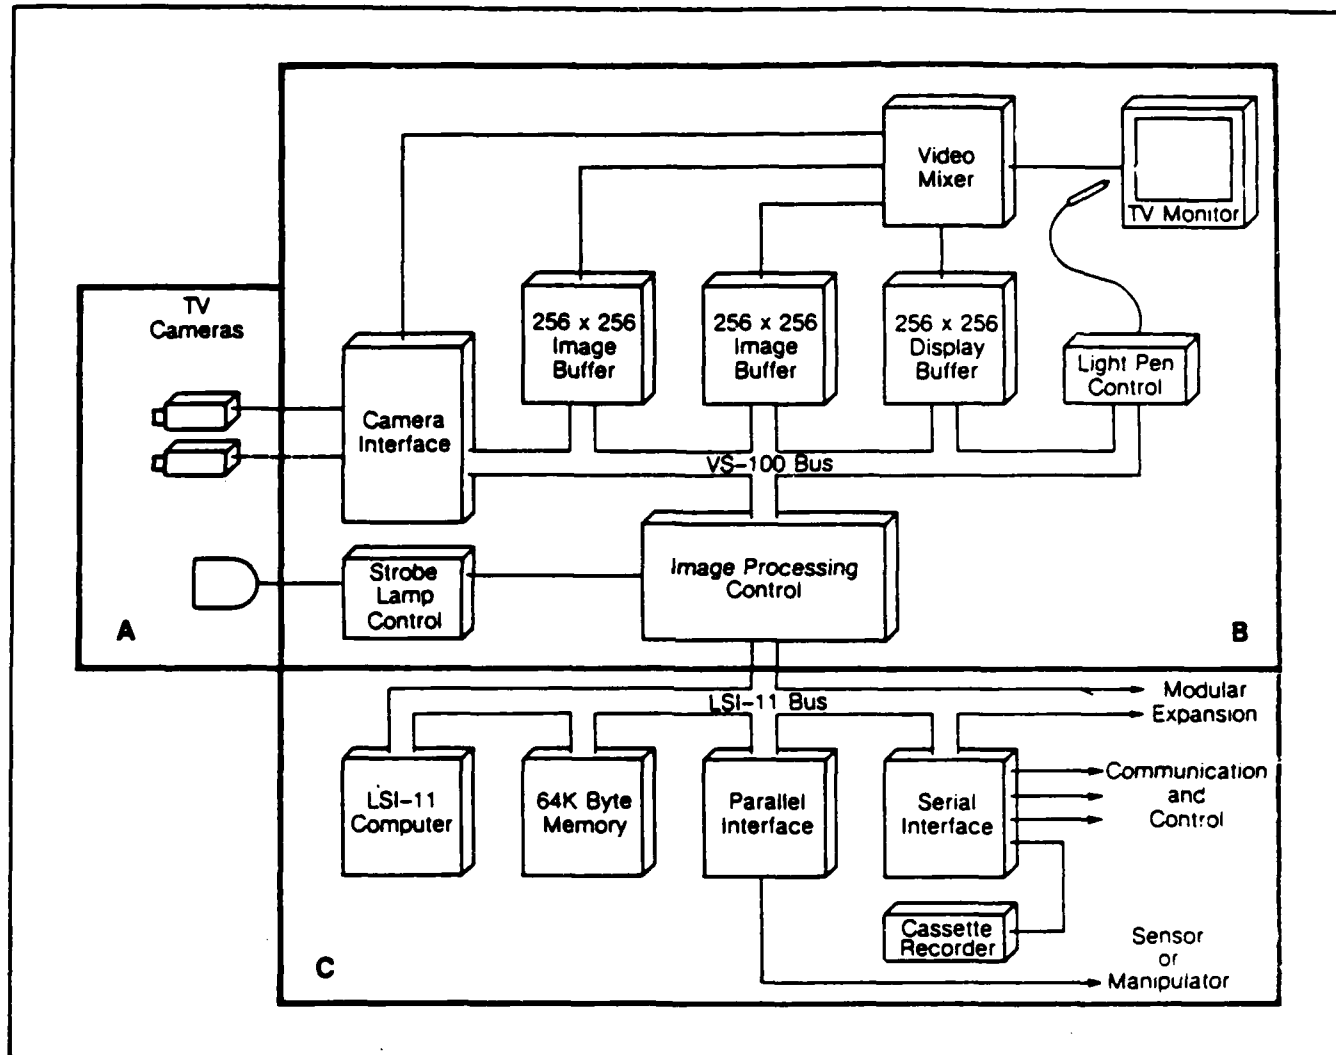 Video
Mixer
TV Monitor
TV
Cameras
256 x 256
Image
Buffer
256 x 256
Image
Buffer
256 x 256
Display
Buffer
Light Pen
Control
Camera
Interface
VS-100 Bus
Strobe
Lamp
Control
Image Processing
Control
A
B
LSI-11 Bus
Modular
Expansion
LSI-11
Computer
64K Byte
Memory
Parallel
Interface
Serial
Interface
Communication
and
Control
Cassette
Recorder
Sensor
or
Manipulator
C